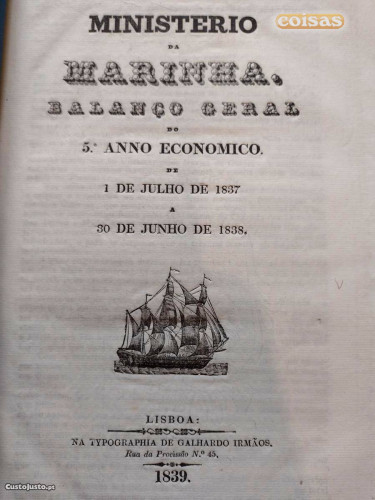 coisas
MINISTERIO
DA
MARINHA,
BALANÇO GERAL
DO
5.º ANNO ECONOMICO.
DE
1 DE JULHO DE 1837
A
30 DE JUNHO DE 1838.
LISBOA:
NA TYPOGRAPHIA DE GALHARDO IRMÃOS.
Rua da Procissão N.º 45.
1839.
CustoJusto.pt